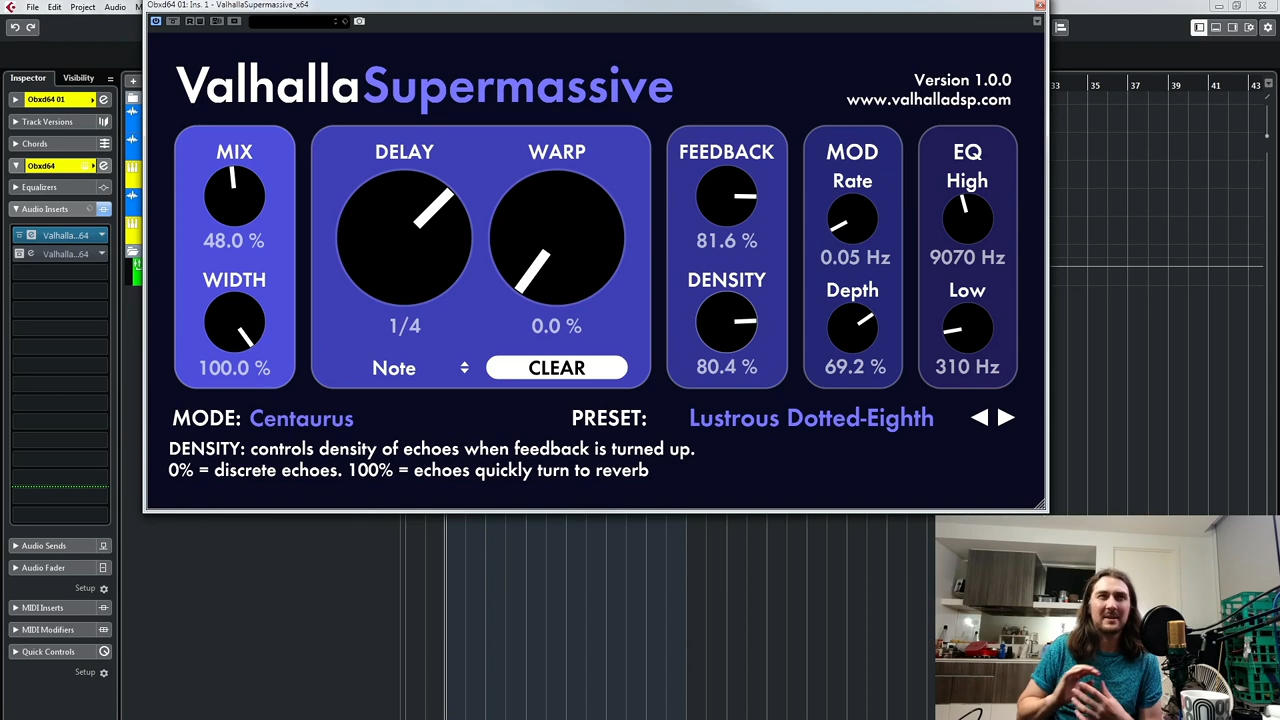 Obxd64 01: Ins. 1 - ValhallaSupermassive_x64
File Edit Project Audio
Inspector Visibility
Obxd64 01
Track Versions
Chords
Obxd64
Equalizers
Audio Inserts
Valhalla...64
Valhalla...64
Audio Sends
Audio Fader
Setup
MIDI Inserts
MIDI Modifiers
Quick Controls
Setup
ValhallaSupermassive
Version 1.0.0
www.valhalladsp.com
MIX
48.0 %
WIDTH
100.0 %
DELAY
1/4
Note
WARP
0.0 %
CLEAR
FEEDBACK
81.6 %
DENSITY
80.4 %
MOD
Rate
0.05 Hz
Depth
69.2 %
EQ
High
9070 Hz
Low
310 Hz
MODE: Centaurus PRESET: Lustrous Dotted-Eighth
DENSITY: controls density of echoes when feedback is turned up.
0% = discrete echoes. 100% = echoes quickly turn to reverb
33 35 37 39 41 43